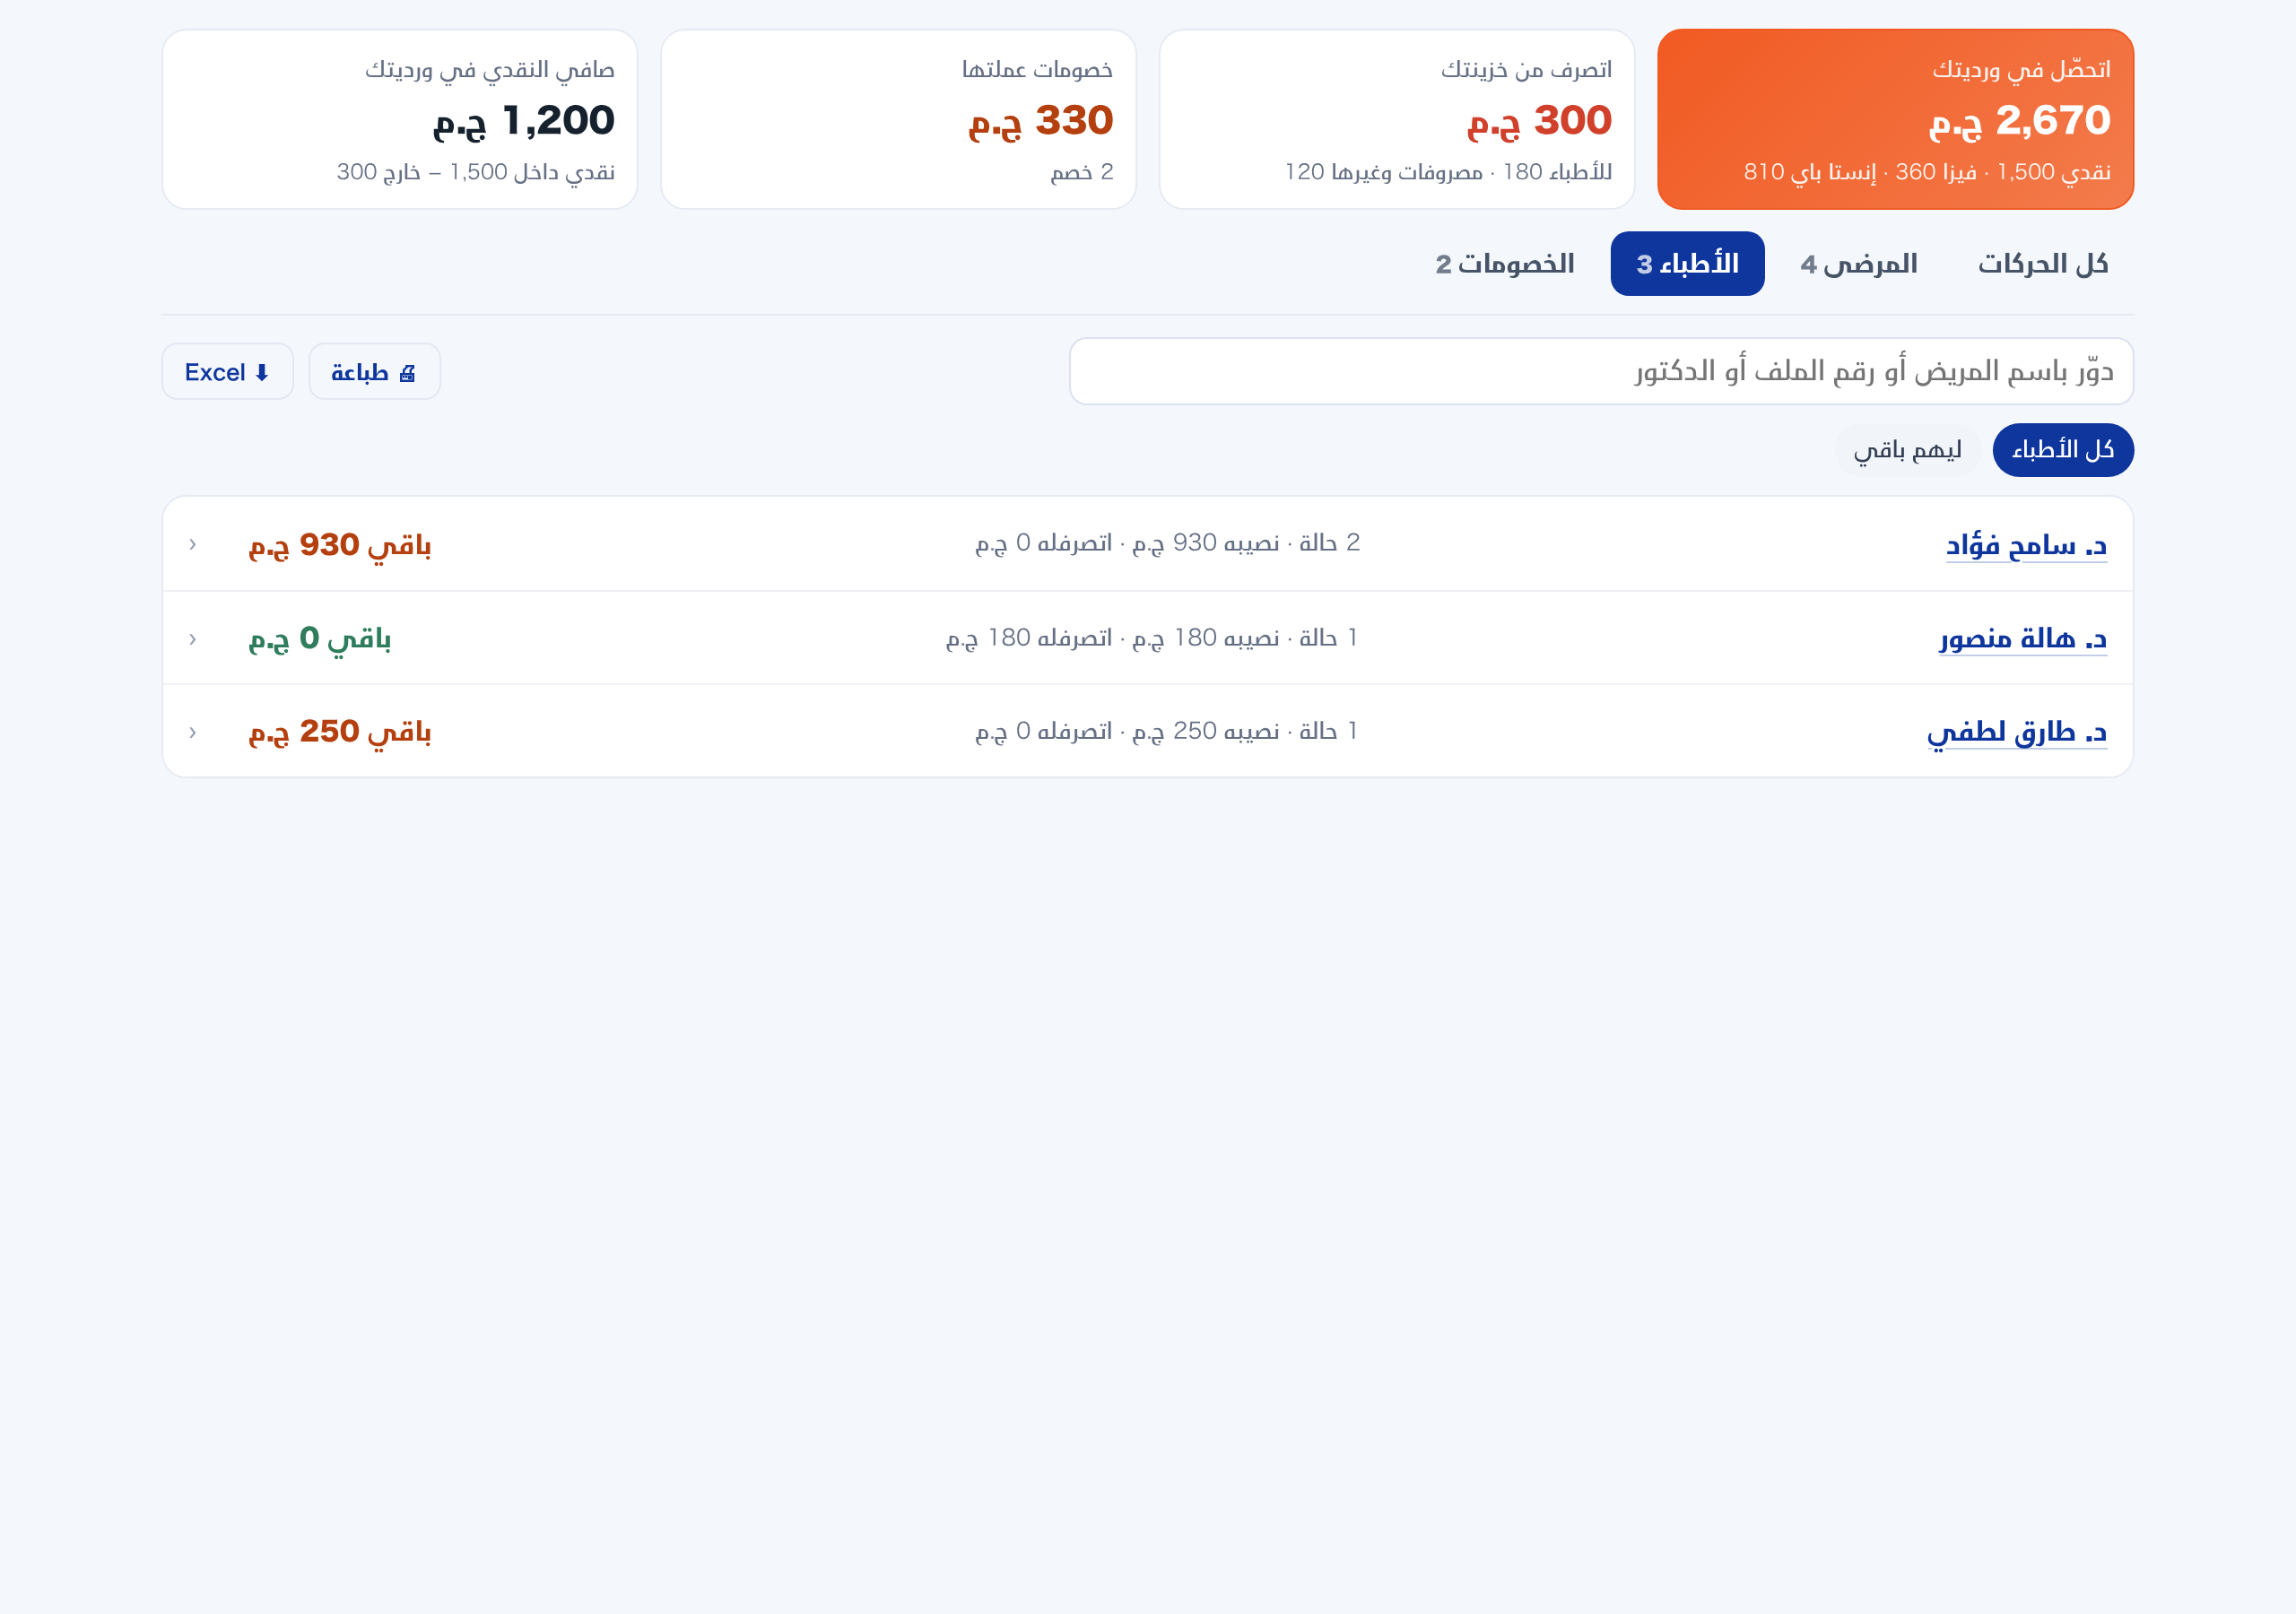 اتحصّل في ورديتك
2,670 ج.م
نقدي 1,500 · فيزا 360 · إنستا باي 810
اتصرف من خزينتك
300 ج.م
للأطباء 180 · مصروفات وغيرها 120
خصومات عملتها
330 ج.م
2 خصم
صافي النقدي في ورديتك
1,200 ج.م
نقدي داخل 1,500 − خارج 300
كل الحركات
المرضى 4
الأطباء 3
الخصومات 2
دوّر باسم المريض أو رقم الملف أو الدكتور
🖨 طباعة
⬇ Excel
كل الأطباء
ليهم باقي
د. سامح فؤاد
2 حالة · نصيبه 930 ج.م · اتصرفله 0 ج.م
باقي 930 ج.م
د. هالة منصور
1 حالة · نصيبه 180 ج.م · اتصرفله 180 ج.م
باقي 0 ج.م
د. طارق لطفي
1 حالة · نصيبه 250 ج.م · اتصرفله 0 ج.م
باقي 250 ج.م